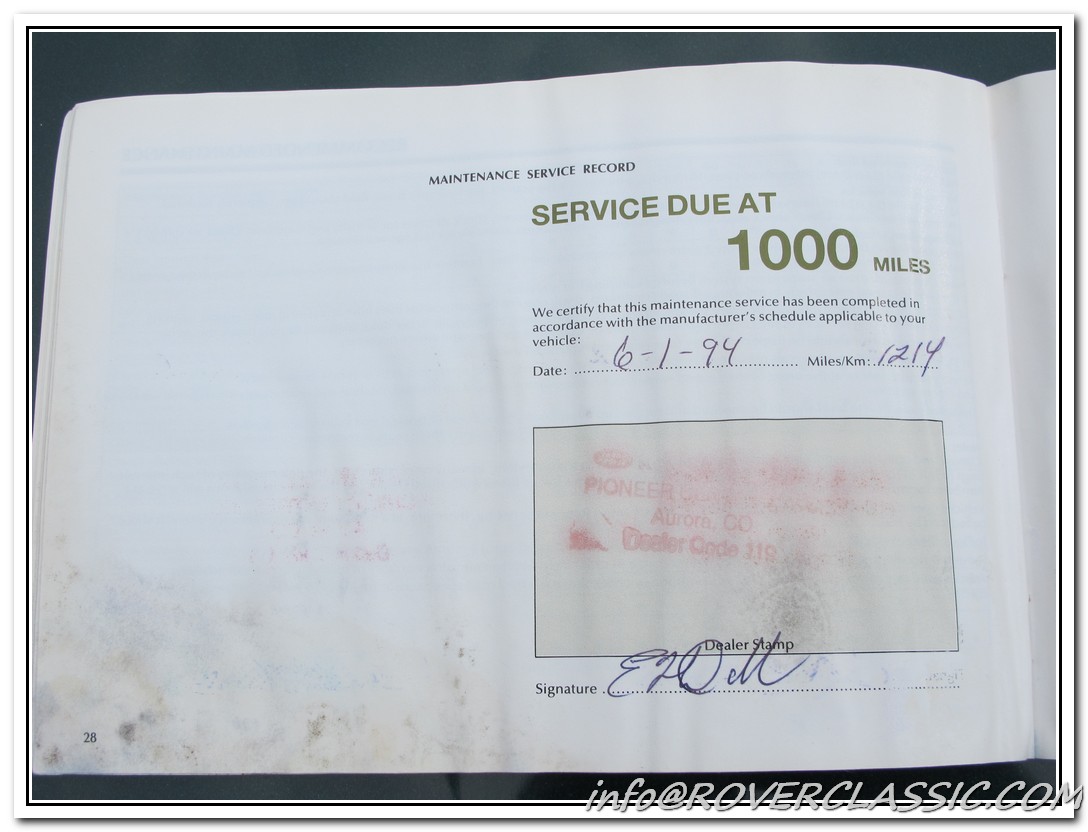 MAINTENANCE SERVICE RECORD
SERVICE DUE AT
1000 MILES
We certify that this maintenance service has been completed in
accordance with the manufacturer's schedule applicable to your
vehicle:
Date: 6-1-94 Miles/Km: 1214
PIONEER
Aurora, CO
Dealer Code 119
Dealer Stamp
Signature
28
info@ROVERCLASSIC.COM